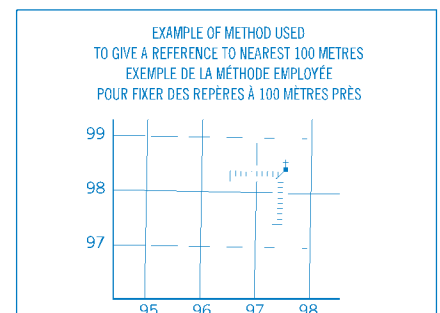 EXAMPLE OF METHOD USED
TO GIVE A REFERENCE TO NEAREST 100 METRES
EXEMPLE DE LA MÉTHODE EMPLOYÉE
POUR FIXER DES REPÈRES À 100 MÈTRES PRÈS
99
98
97
95 96 97 98